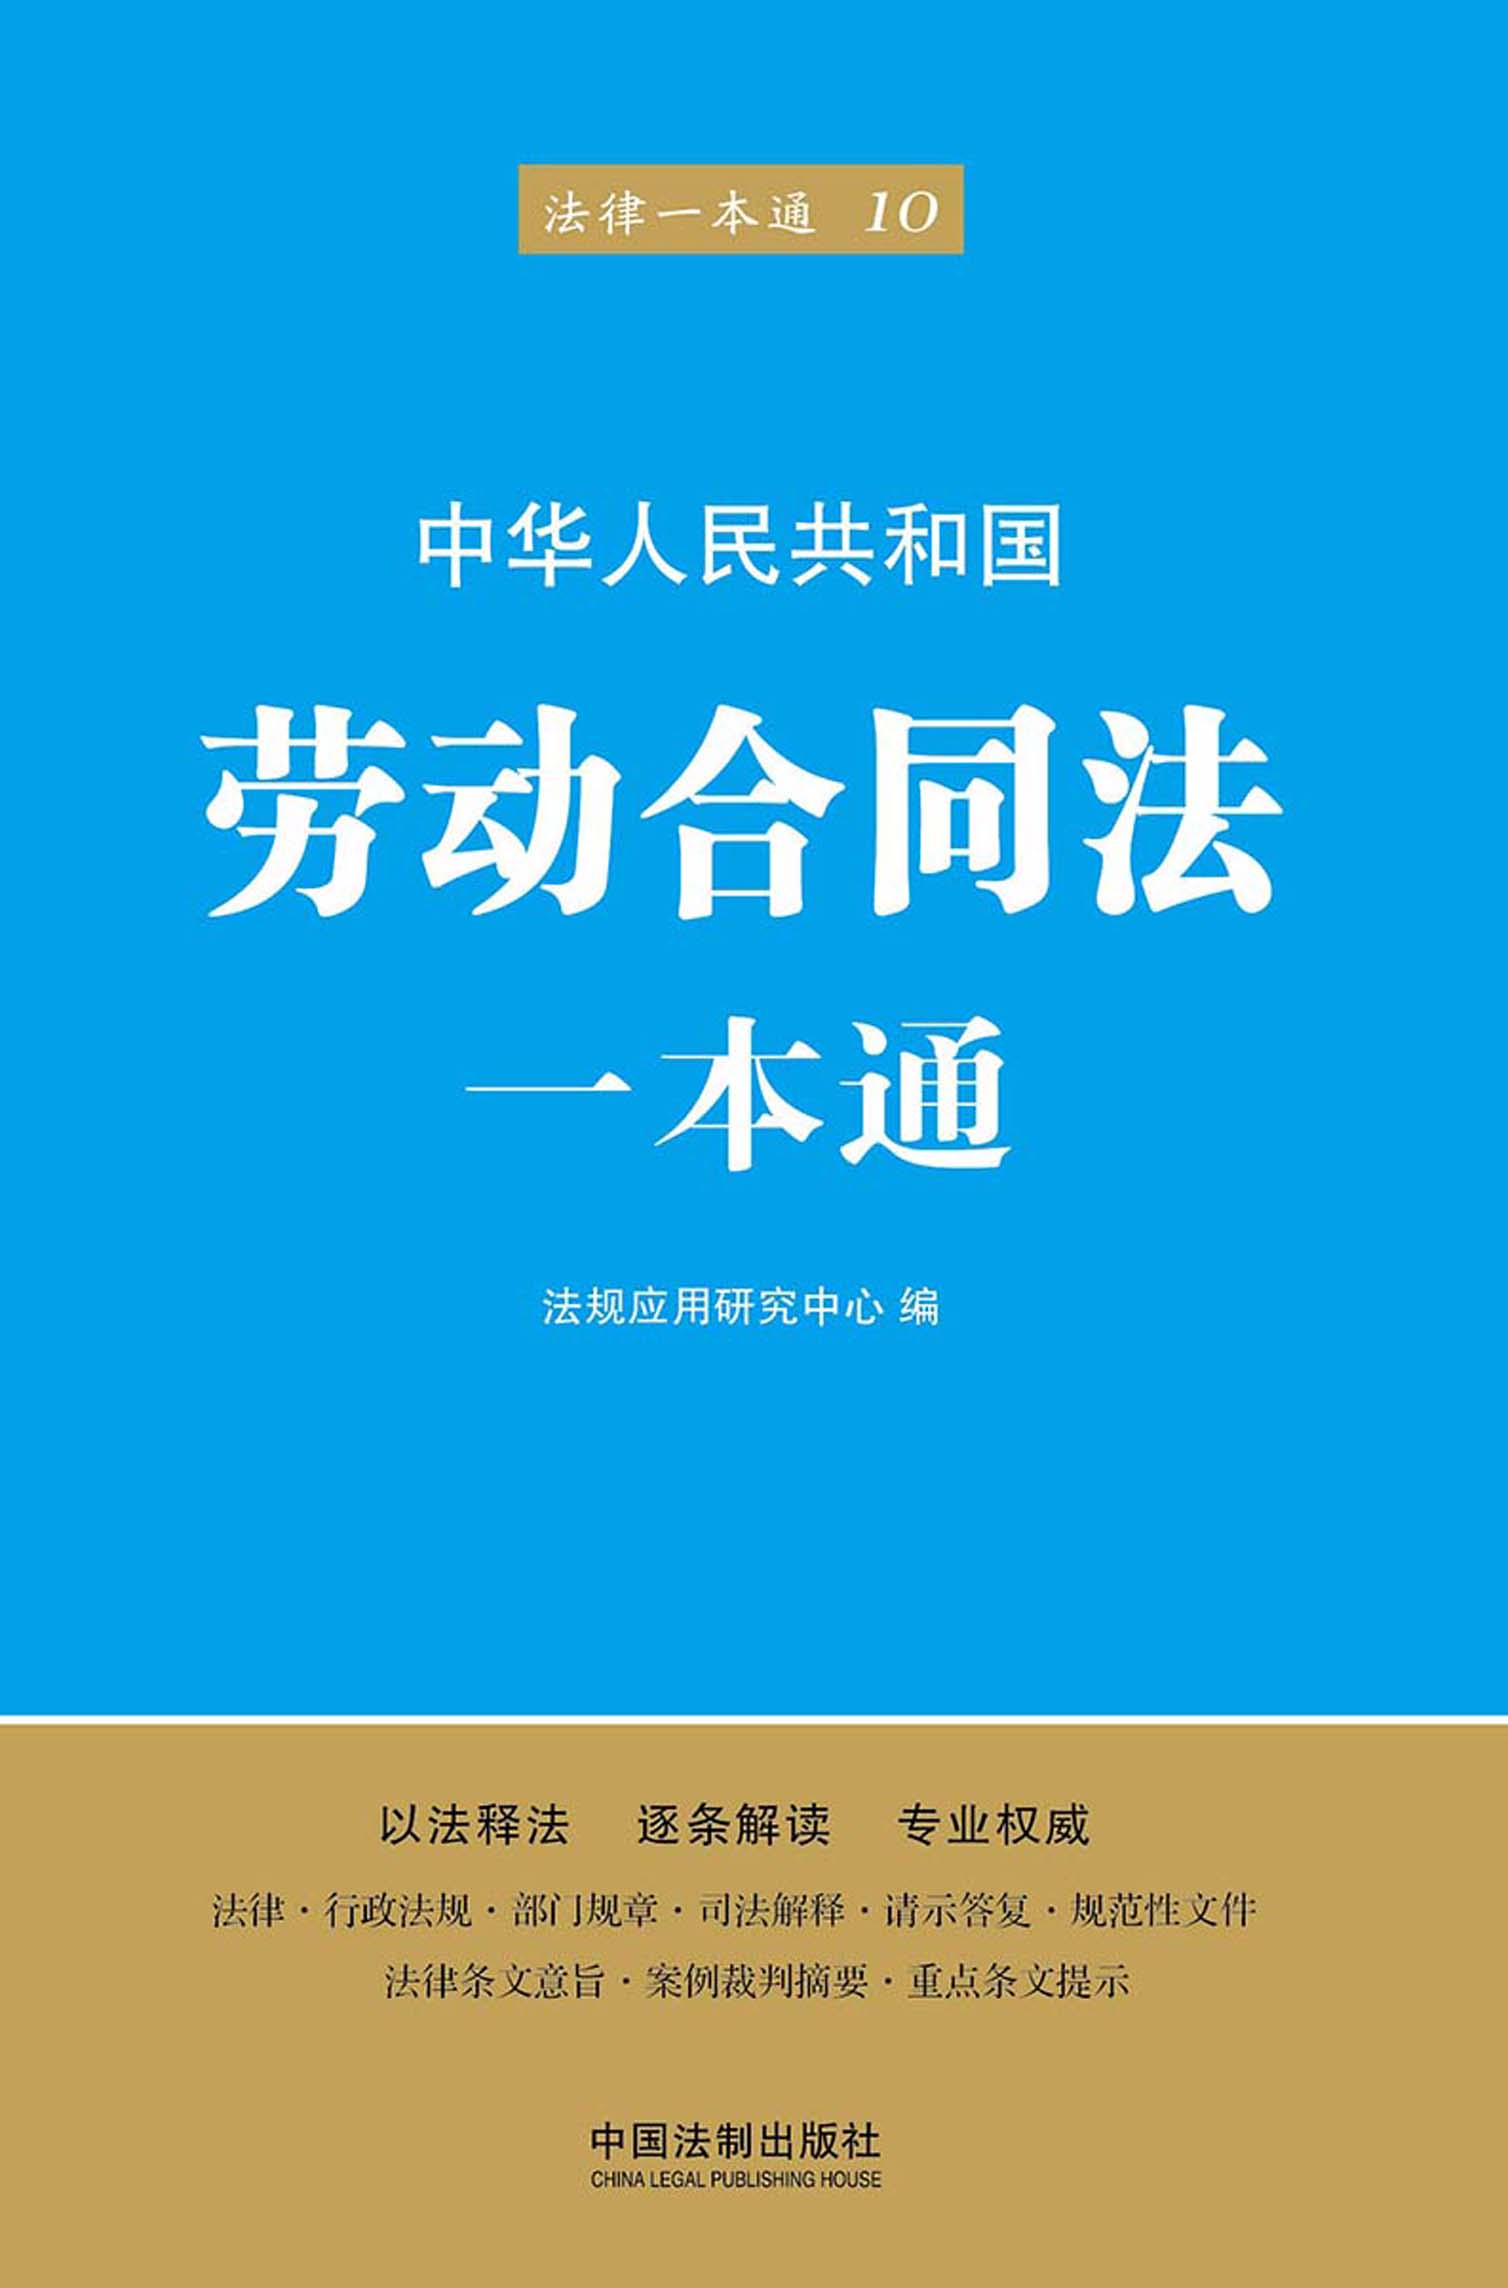 法律一本通 10
中华人民共和国
劳动合同法
一本通
法规应用研究中心 编
以法释法 逐条解读 专业权威
法律·行政法规·部门规章·司法解释·请示答复·规范性文件
法律条文意旨·案例裁判摘要·重点条文提示
中国法制出版社
CHINA LEGAL PUBLISHING HOUSE